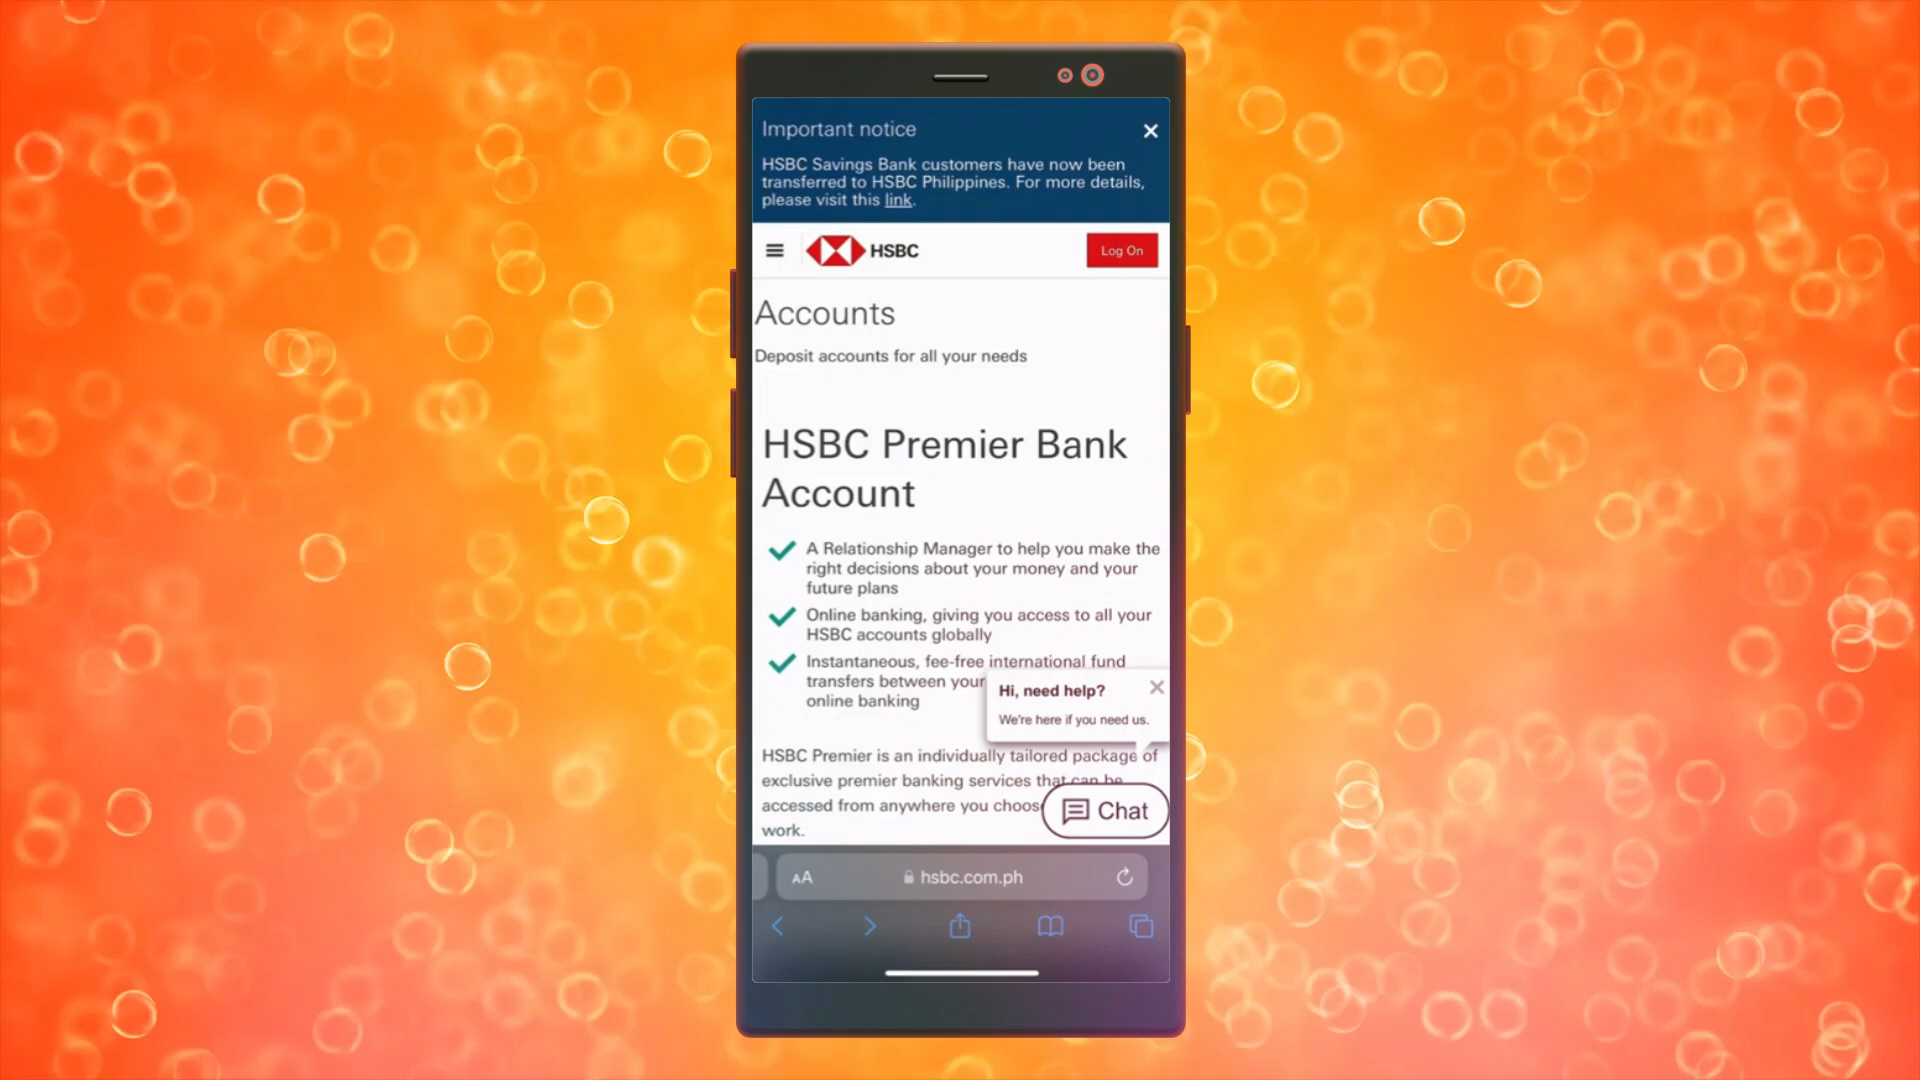 Important notice
HSBC Savings Bank customers have now been
transferred to HSBC Philippines. For more details,
please visit this link.
HSBC
Log On
Accounts
Deposit accounts for all your needs
HSBC Premier Bank
Account
A Relationship Manager to help you make the
right decisions about your money and your
future plans
Online banking, giving you access to all your
HSBC accounts globally
Instantaneous, fee-free international fund
transfers between your
online banking
Hi, need help?
We're here if you need us.
HSBC Premier is an individually tailored package of
exclusive premier banking services that can be
accessed from anywhere you choose
work.
Chat
AA
hsbc.com.ph